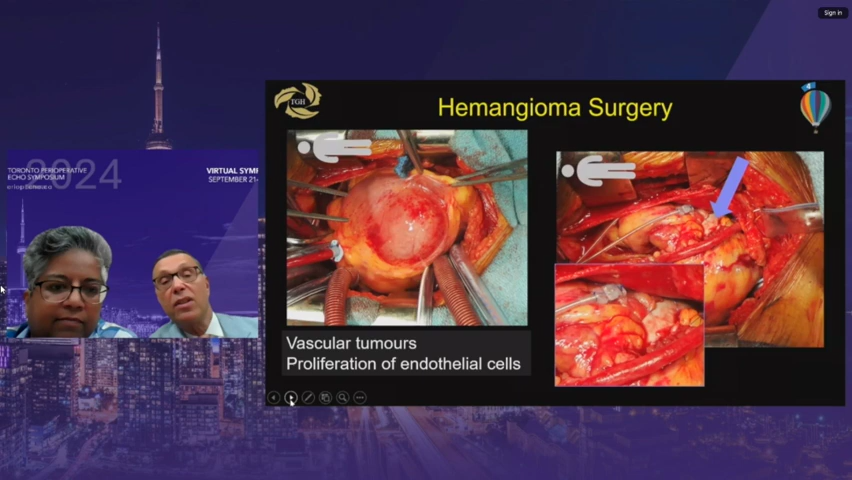 Sign in
TGH
Hemangioma Surgery
4
2024
TORONTO PERIOPERATIVE
ECHO SYMPOSIUM
VIRTUAL SYMP
SEPTEMBER 21-
Vascular tumours
Proliferation of endothelial cells